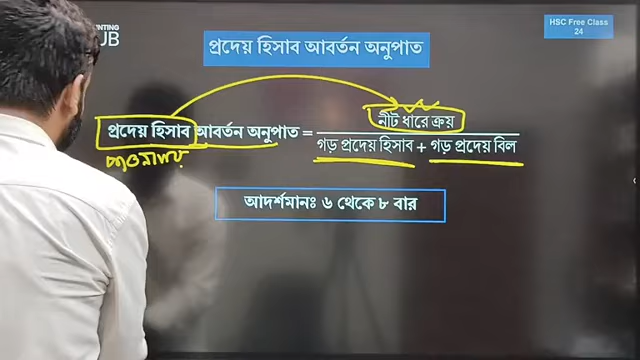 HSC Free Class
24
প্রদেয় হিসাব আবর্তন অনুপাত
প্রদেয় হিসাব আবর্তন অনুপাত = নীট ধারে ক্রয়
গড় প্রদেয় হিসাব + গড় প্রদেয় বিল
পাওনাদার
আদর্শমানঃ ৬ থেকে ৮ বার